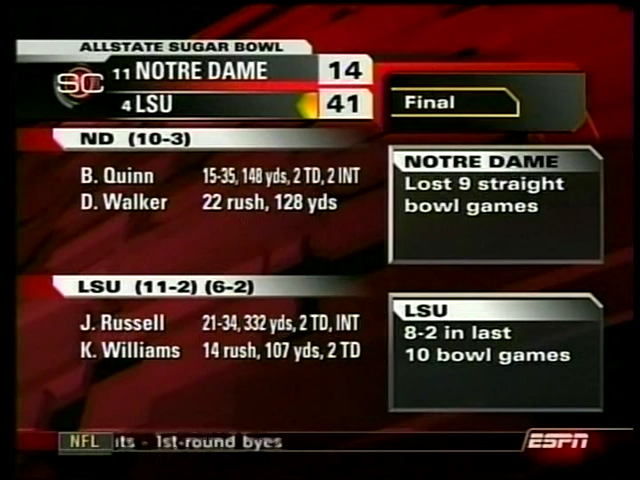 ALLSTATE SUGAR BOWL
SC
11 NOTRE DAME 14
4 LSU 41
Final
ND (10-3)
B. Quinn 15-35, 148 yds, 2 TD, 2 INT
D. Walker 22 rush, 128 yds
NOTRE DAME
Lost 9 straight
bowl games
LSU (11-2) (6-2)
J. Russell 21-34, 332 yds, 2 TD, INT
K. Williams 14 rush, 107 yds, 2 TD
LSU
8-2 in last
10 bowl games
NFL its - 1st-round byes
ESPN